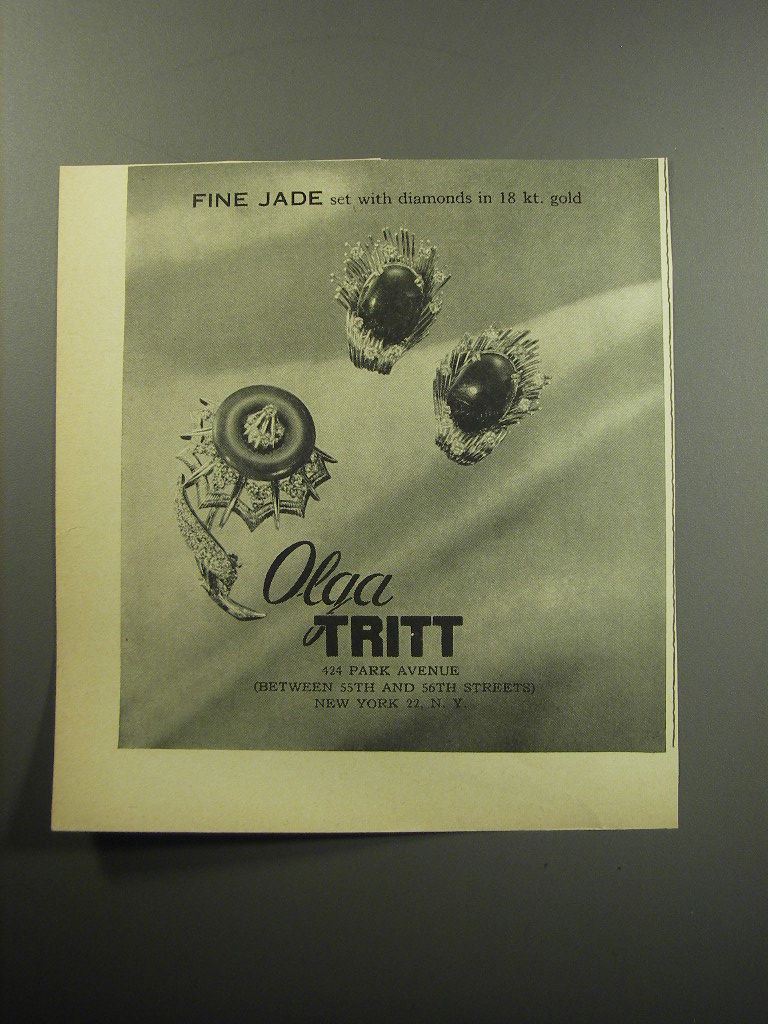 FINE JADE set with diamonds in 18 kt. gold
Olga
TRITT
424 PARK AVENUE
(BETWEEN 55TH AND 56TH STREETS)
NEW YORK 22, N. Y.